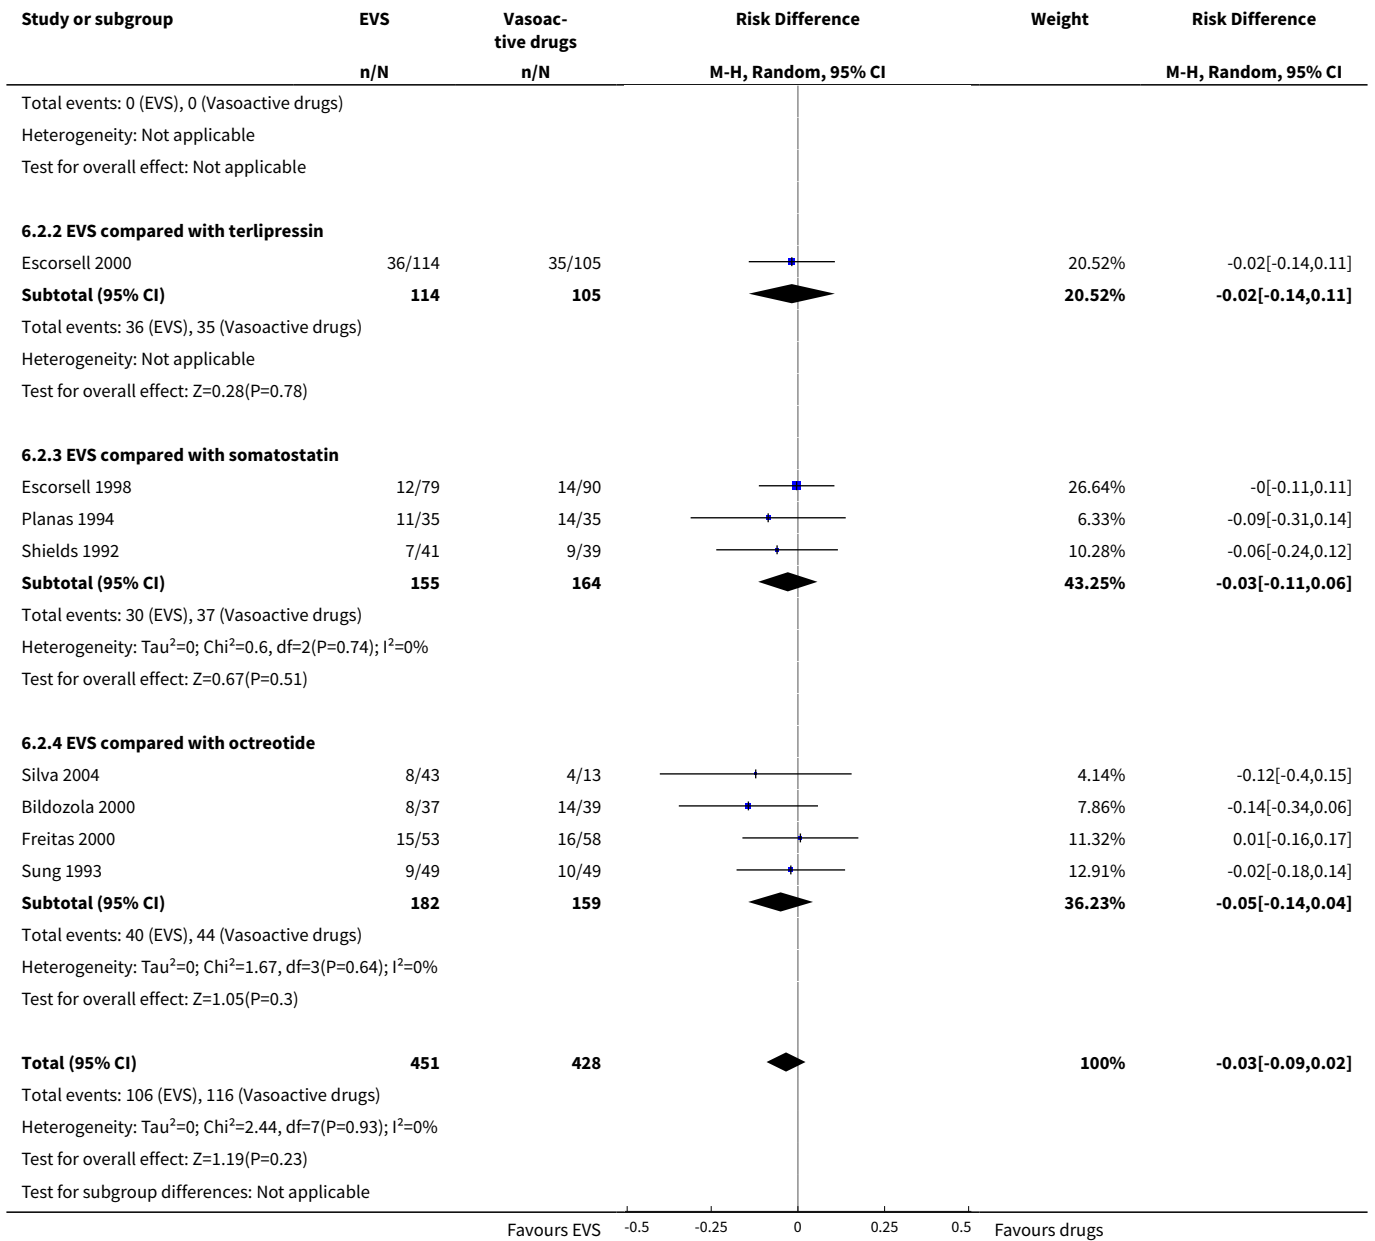 Study or subgroup EVS Vasoac- Risk Difference Weight Risk Difference
tive drugs
n/N n/N M-H, Random, 95% CI M-H, Random, 95% CI
Total events: 0 (EVS), 0 (Vasoactive drugs)
Heterogeneity: Not applicable
Test for overall effect: Not applicable
6.2.2 EVS compared with terlipressin
Escorsell 2000 36/114 35/105 20.52% -0.02[-0.14,0.11]
Subtotal (95% CI) 114 105 20.52% -0.02[-0.14,0.11]
Total events: 36 (EVS), 35 (Vasoactive drugs)
Heterogeneity: Not applicable
Test for overall effect: Z=0.28(P=0.78)
6.2.3 EVS compared with somatostatin
Escorsell 1998 12/79 14/90 26.64% -0[-0.11,0.11]
Planas 1994 11/35 14/35 6.33% -0.09[-0.31,0.14]
Shields 1992 7/41 9/39 10.28% -0.06[-0.24,0.12]
Subtotal (95% CI) 155 164 43.25% -0.03[-0.11,0.06]
Total events: 30 (EVS), 37 (Vasoactive drugs)
Heterogeneity: Tau²=0; Chi²=0.6, df=2(P=0.74); I²=0%
Test for overall effect: Z=0.67(P=0.51)
6.2.4 EVS compared with octreotide
Silva 2004 8/43 4/13 4.14% -0.12[-0.4,0.15]
Bildozola 2000 8/37 14/39 7.86% -0.14[-0.34,0.06]
Freitas 2000 15/53 16/58 11.32% 0.01[-0.16,0.17]
Sung 1993 9/49 10/49 12.91% -0.02[-0.18,0.14]
Subtotal (95% CI) 182 159 36.23% -0.05[-0.14,0.04]
Total events: 40 (EVS), 44 (Vasoactive drugs)
Heterogeneity: Tau²=0; Chi²=1.67, df=3(P=0.64); I²=0%
Test for overall effect: Z=1.05(P=0.3)
Total (95% CI) 451 428 100% -0.03[-0.09,0.02]
Total events: 106 (EVS), 116 (Vasoactive drugs)
Heterogeneity: Tau²=0; Chi²=2.44, df=7(P=0.93); I²=0%
Test for overall effect: Z=1.19(P=0.23)
Test for subgroup differences: Not applicable
Favours EVS -0.5 -0.25 0 0.25 0.5 Favours drugs